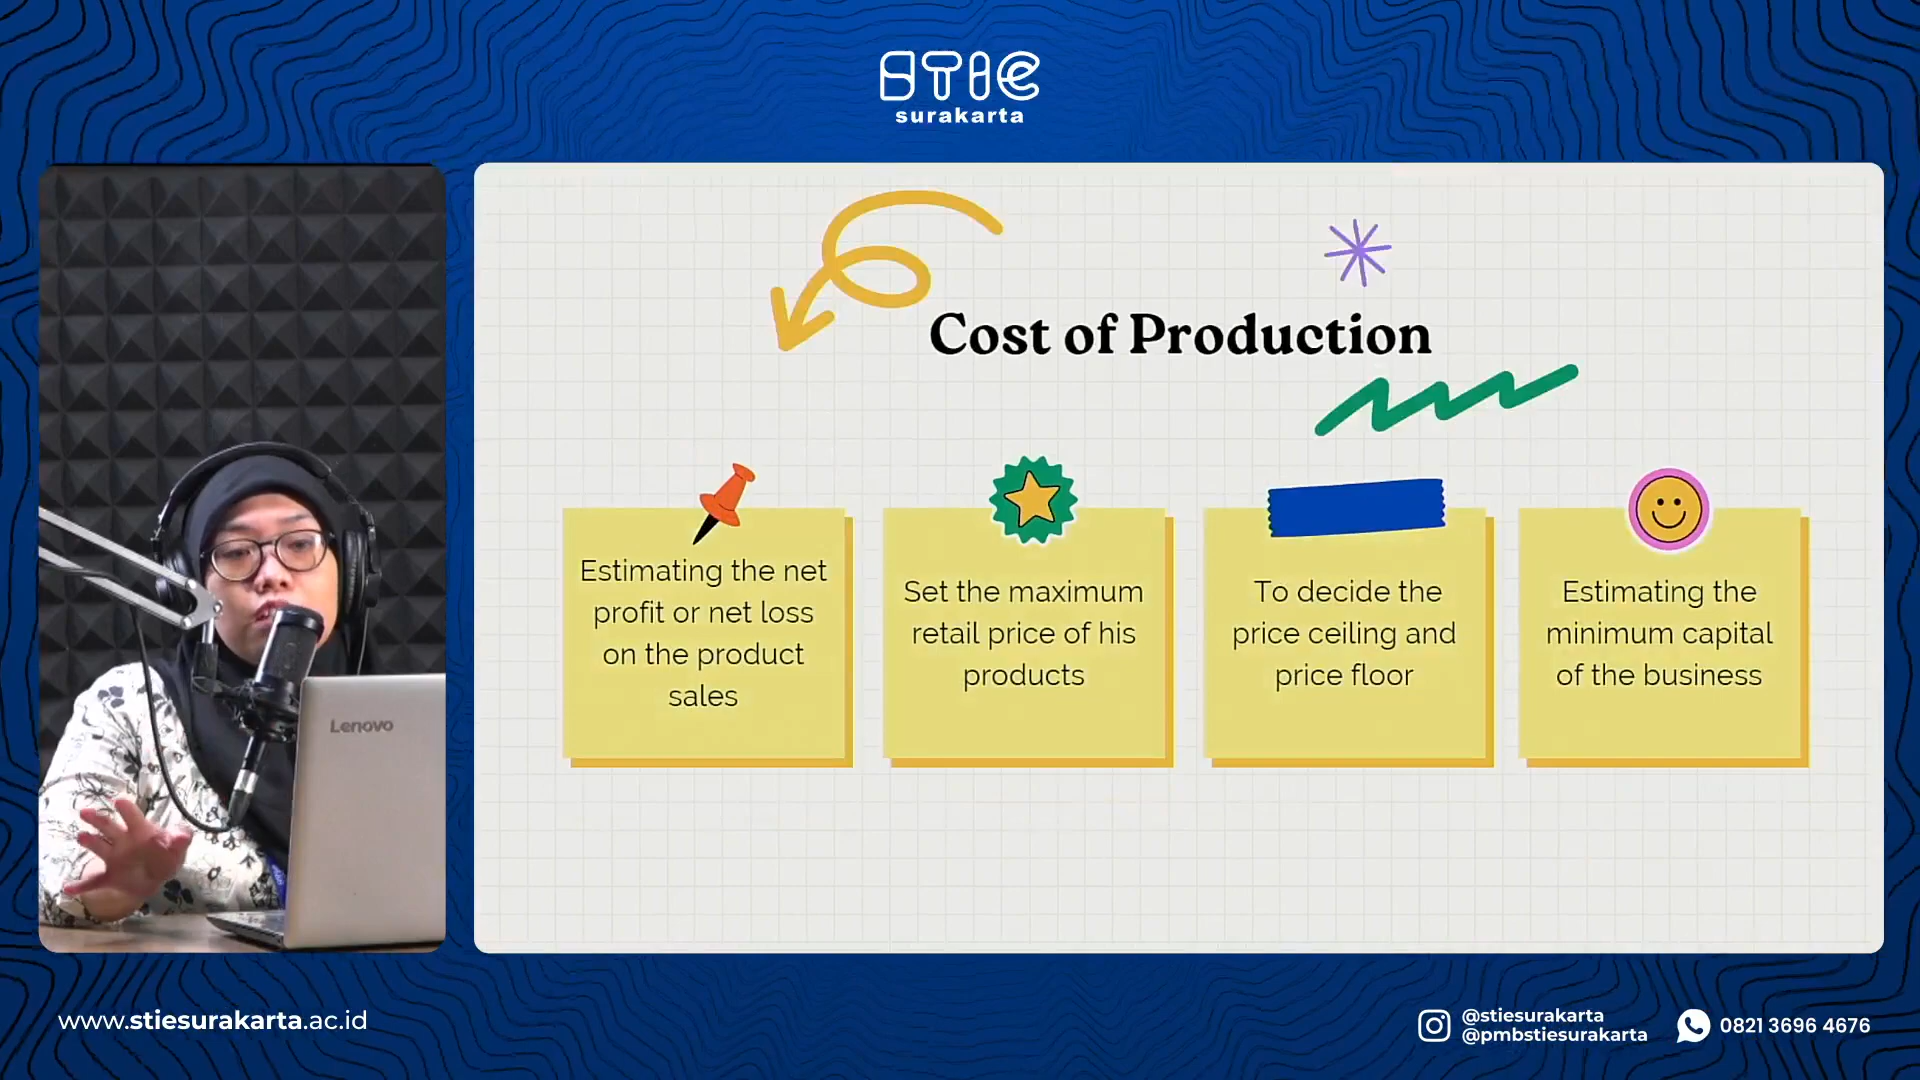 STIE
surakarta
Cost of Production
Estimating the net
profit or net loss
on the product
sales
Set the maximum
retail price of his
products
To decide the
price ceiling and
price floor
Estimating the
minimum capital
of the business
Lenovo
www.stiesurakarta.ac.id
@stiesurakarta
@pmbstiesurakarta
0821 3696 4676